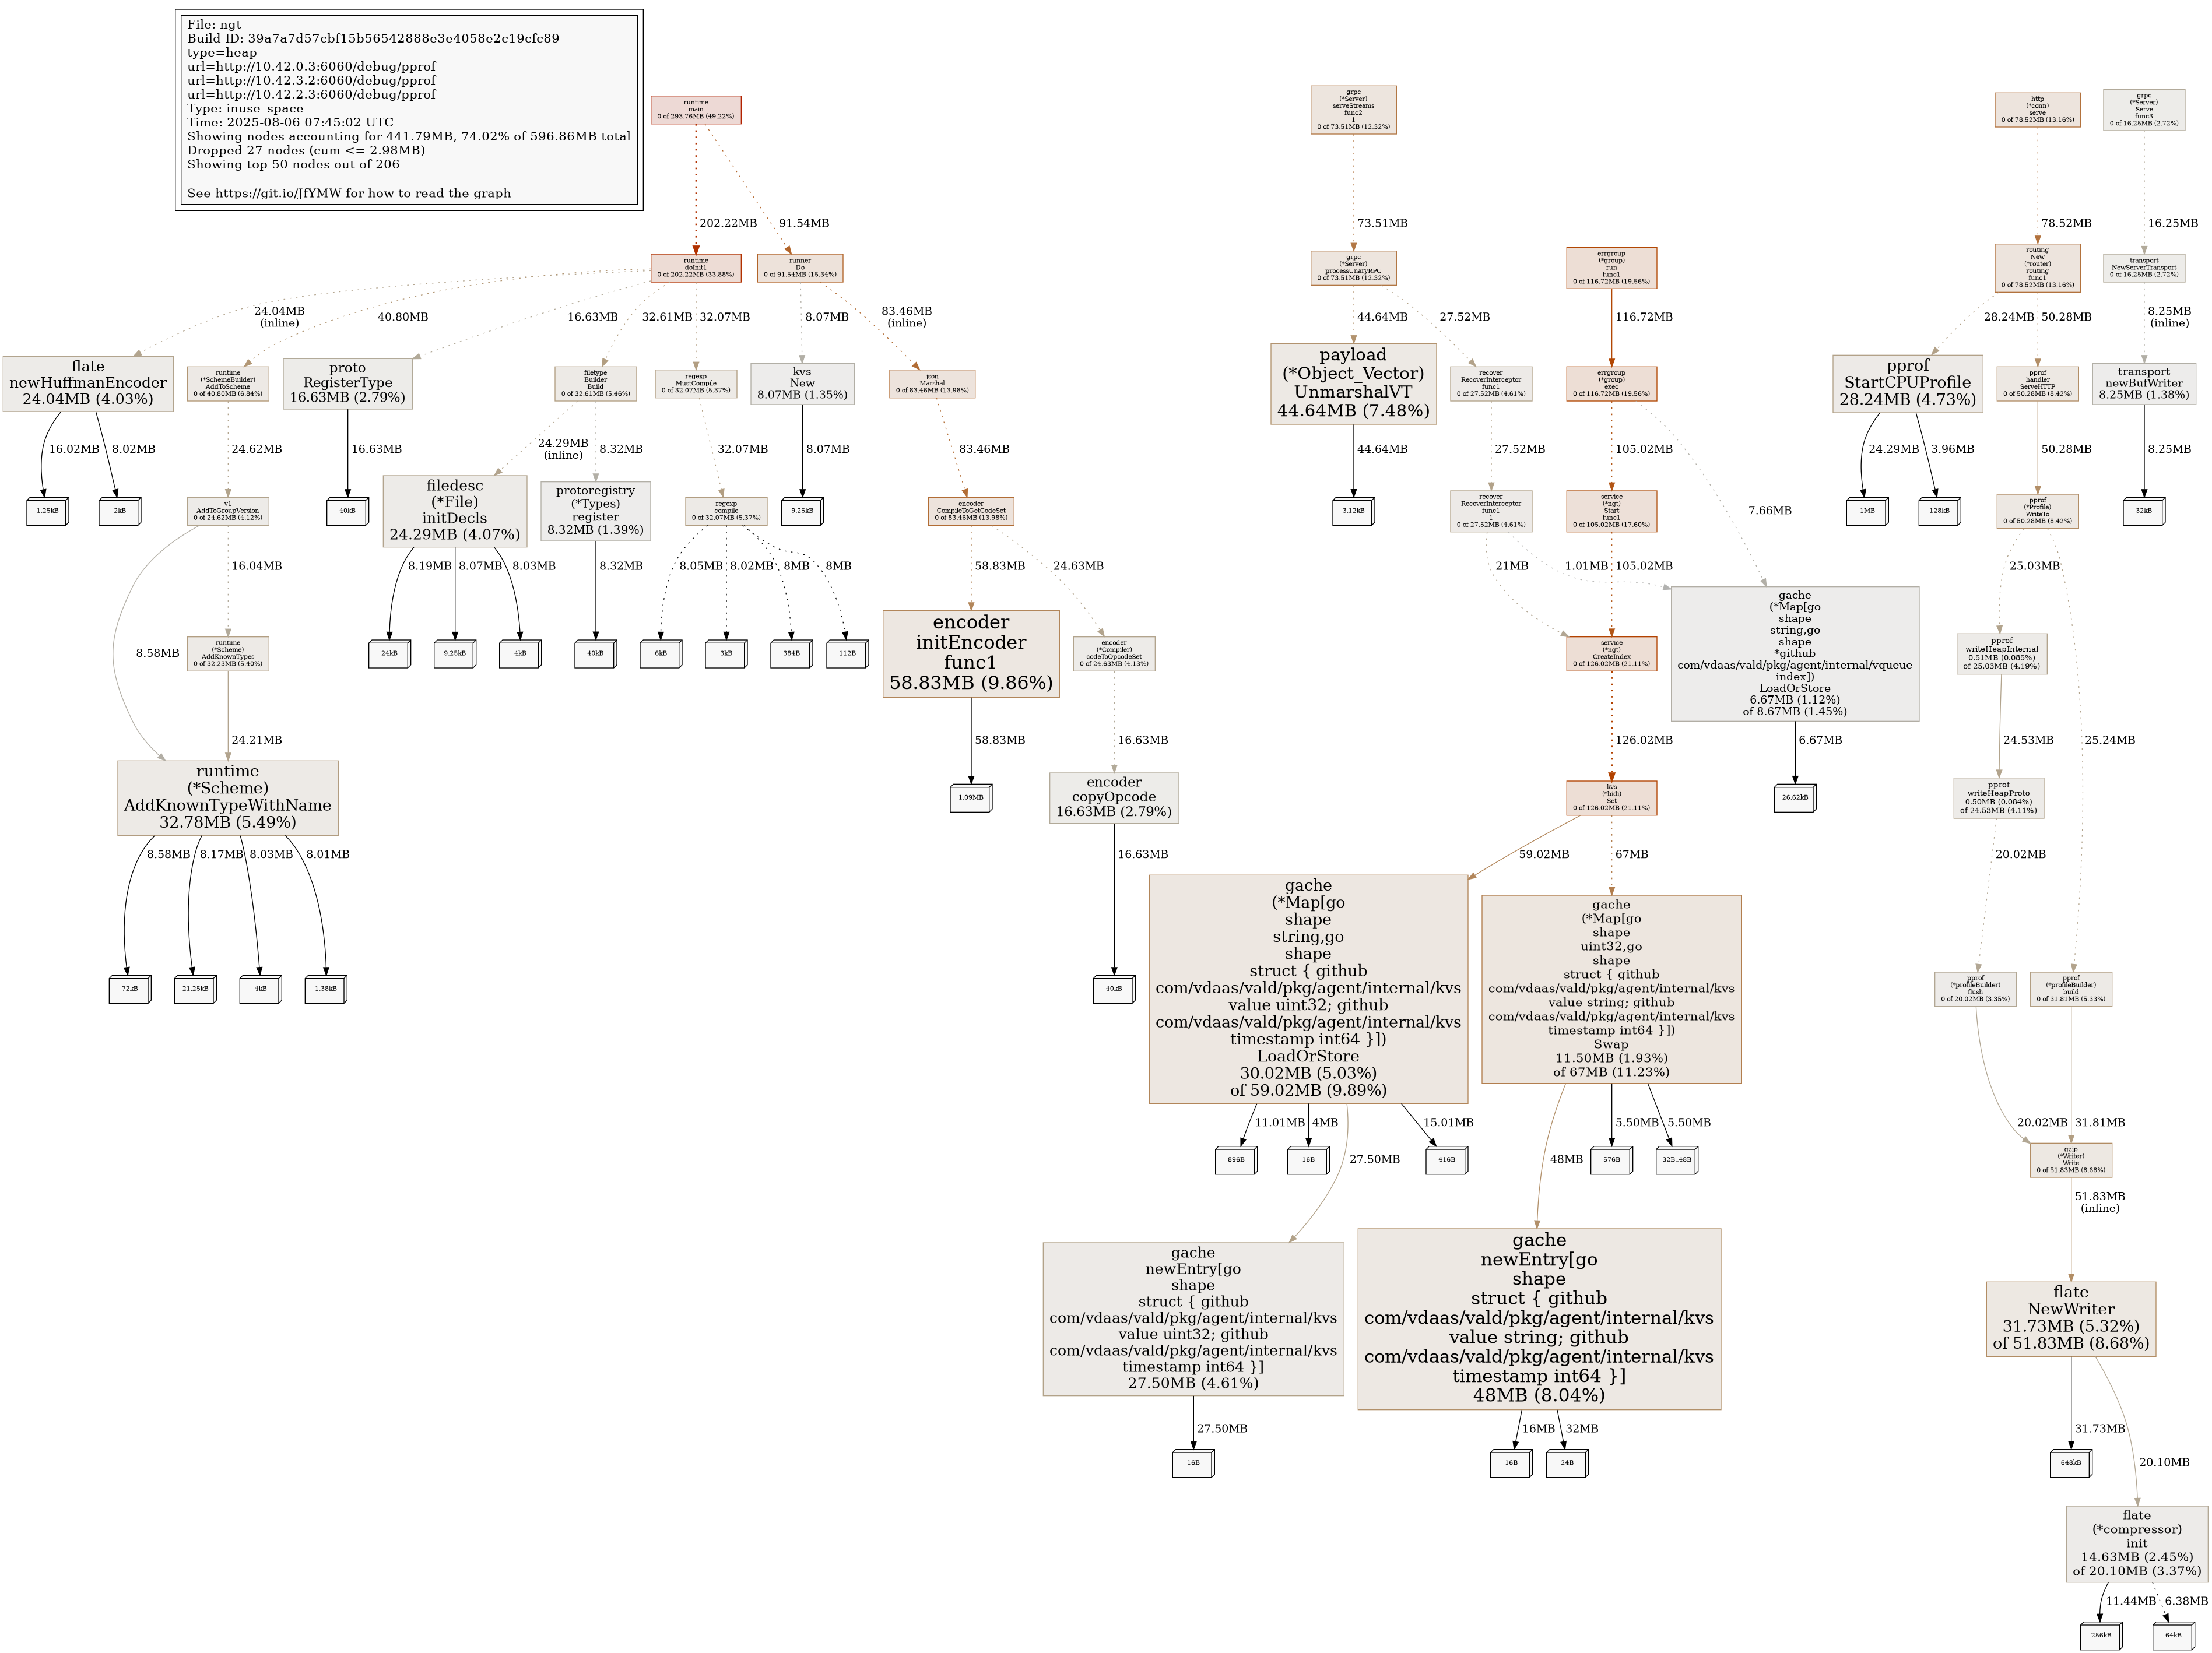 File: ngt
Build ID: 39a7a7d57cbf15b56542888e3e4058e2c19cfc89
type=heap
url=http://10.42.0.3:6060/debug/pprof
url=http://10.42.3.2:6060/debug/pprof
url=http://10.42.2.3:6060/debug/pprof
Type: inuse_space
Time: 2025-08-06 07:45:02 UTC
Showing nodes accounting for 441.79MB, 74.02% of 596.86MB total
Dropped 27 nodes (cum <= 2.98MB)
Showing top 50 nodes out of 206
See https://git.io/JfYMW for how to read the graph
runtime
main
0 of 293.76MB (49.22%)
grpc
(*Server)
serveStreams
func2
1
0 of 73.51MB (12.32%)
http
(*conn)
serve
0 of 78.52MB (13.16%)
grpc
(*Server)
Serve
func3
0 of 16.25MB (2.72%)
202.22MB
91.54MB
73.51MB
78.52MB
16.25MB
runtime
doInit1
0 of 202.22MB (33.88%)
runner
Do
0 of 91.54MB (15.34%)
grpc
(*Server)
processUnaryRPC
0 of 73.51MB (12.32%)
errgroup
(*group)
run
func1
0 of 116.72MB (19.56%)
routing
New
(*router)
routing
func1
0 of 78.52MB (13.16%)
transport
NewServerTransport
0 of 16.25MB (2.72%)
24.04MB
(inline)
40.80MB
16.63MB
32.61MB
32.07MB
8.07MB
83.46MB
(inline)
44.64MB
27.52MB
116.72MB
28.24MB
50.28MB
8.25MB
(inline)
flate
newHuffmanEncoder
24.04MB (4.03%)
runtime
(*SchemeBuilder)
AddToScheme
0 of 40.80MB (6.84%)
proto
RegisterType
16.63MB (2.79%)
filetype
Builder
Build
0 of 32.61MB (5.46%)
regexp
MustCompile
0 of 32.07MB (5.37%)
kvs
New
8.07MB (1.35%)
json
Marshal
0 of 83.46MB (13.98%)
payload
(*Object_Vector)
UnmarshalVT
44.64MB (7.48%)
recover
RecoverInterceptor
func1
0 of 27.52MB (4.61%)
errgroup
(*group)
exec
0 of 116.72MB (19.56%)
pprof
StartCPUProfile
28.24MB (4.73%)
pprof
handler
ServeHTTP
0 of 50.28MB (8.42%)
transport
newBufWriter
8.25MB (1.38%)
16.02MB
8.02MB
24.62MB
16.63MB
24.29MB
(inline)
8.32MB
32.07MB
8.07MB
83.46MB
44.64MB
27.52MB
105.02MB
7.66MB
24.29MB
3.96MB
50.28MB
8.25MB
1.25kB
2kB
v1
AddToGroupVersion
0 of 24.62MB (4.12%)
40kB
filedesc
(*File)
initDecls
24.29MB (4.07%)
protoregistry
(*Types)
register
8.32MB (1.39%)
regexp
compile
0 of 32.07MB (5.37%)
9.25kB
encoder
CompileToGetCodeSet
0 of 83.46MB (13.98%)
3.12kB
recover
RecoverInterceptor
func1
1
0 of 27.52MB (4.61%)
service
(*ngt)
Start
func1
0 of 105.02MB (17.60%)
1MB
128kB
pprof
(*Profile)
WriteTo
0 of 50.28MB (8.42%)
32kB
8.58MB
16.04MB
8.19MB
8.07MB
8.03MB
8.32MB
8.05MB
8.02MB
8MB
8MB
58.83MB
24.63MB
21MB
1.01MB
105.02MB
25.03MB
25.24MB
runtime
(*Scheme)
AddKnownTypes
0 of 32.23MB (5.40%)
24kB
9.25kB
4kB
40kB
6kB
3kB
384B
112B
encoder
initEncoder
func1
58.83MB (9.86%)
encoder
(*Compiler)
codeToOpcodeSet
0 of 24.63MB (4.13%)
service
(*ngt)
CreateIndex
0 of 126.02MB (21.11%)
gache
(*Map[go
shape
string,go
shape
*github
com/vdaas/vald/pkg/agent/internal/vqueue
index])
LoadOrStore
6.67MB (1.12%)
of 8.67MB (1.45%)
pprof
writeHeapInternal
0.51MB (0.085%)
of 25.03MB (4.19%)
24.21MB
58.83MB
16.63MB
126.02MB
6.67MB
24.53MB
runtime
(*Scheme)
AddKnownTypeWithName
32.78MB (5.49%)
1.09MB
encoder
copyOpcode
16.63MB (2.79%)
kvs
(*bidi)
Set
0 of 126.02MB (21.11%)
26.62kB
pprof
writeHeapProto
0.50MB (0.084%)
of 24.53MB (4.11%)
8.58MB
8.17MB
8.03MB
8.01MB
16.63MB
59.02MB
67MB
20.02MB
72kB
21.25kB
4kB
1.38kB
40kB
gache
(*Map[go
shape
string,go
shape
struct { github
com/vdaas/vald/pkg/agent/internal/kvs
value uint32; github
com/vdaas/vald/pkg/agent/internal/kvs
timestamp int64 }])
LoadOrStore
30.02MB (5.03%)
of 59.02MB (9.89%)
gache
(*Map[go
shape
uint32,go
shape
struct { github
com/vdaas/vald/pkg/agent/internal/kvs
value string; github
com/vdaas/vald/pkg/agent/internal/kvs
timestamp int64 }])
Swap
11.50MB (1.93%)
of 67MB (11.23%)
pprof
(*profileBuilder)
flush
0 of 20.02MB (3.35%)
pprof
(*profileBuilder)
build
0 of 31.81MB (5.33%)
11.01MB
4MB
27.50MB
15.01MB
48MB
5.50MB
5.50MB
20.02MB
31.81MB
896B
16B
416B
576B
32B..48B
gzip
(*Writer)
Write
0 of 51.83MB (8.68%)
51.83MB
(inline)
gache
newEntry[go
shape
struct { github
com/vdaas/vald/pkg/agent/internal/kvs
value uint32; github
com/vdaas/vald/pkg/agent/internal/kvs
timestamp int64 }]
27.50MB (4.61%)
gache
newEntry[go
shape
struct { github
com/vdaas/vald/pkg/agent/internal/kvs
value string; github
com/vdaas/vald/pkg/agent/internal/kvs
timestamp int64 }]
48MB (8.04%)
flate
NewWriter
31.73MB (5.32%)
of 51.83MB (8.68%)
27.50MB
16MB
32MB
31.73MB
20.10MB
16B
16B
24B
648kB
flate
(*compressor)
init
14.63MB (2.45%)
of 20.10MB (3.37%)
11.44MB
6.38MB
256kB
64kB